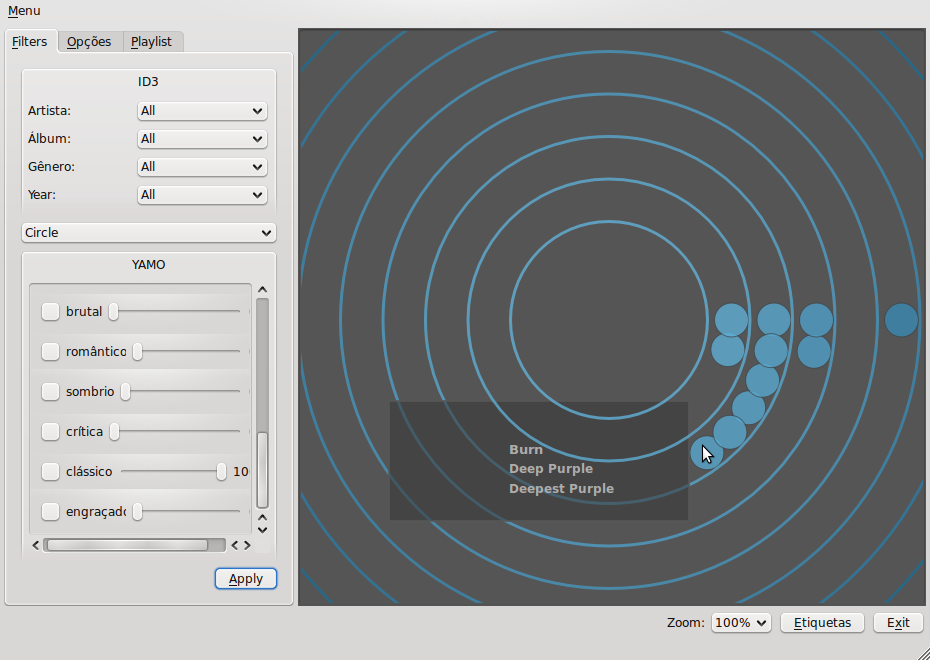 Menu
Filters Opções Playlist
ID3
Artista: All
Álbum: All
Gênero: All
Year: All
Circle
YAMO
brutal
romântico
sombrio
crítica
clássico 10
engraçado
Apply
Burn
Deep Purple
Deepest Purple
Zoom: 100% Etiquetas Exit